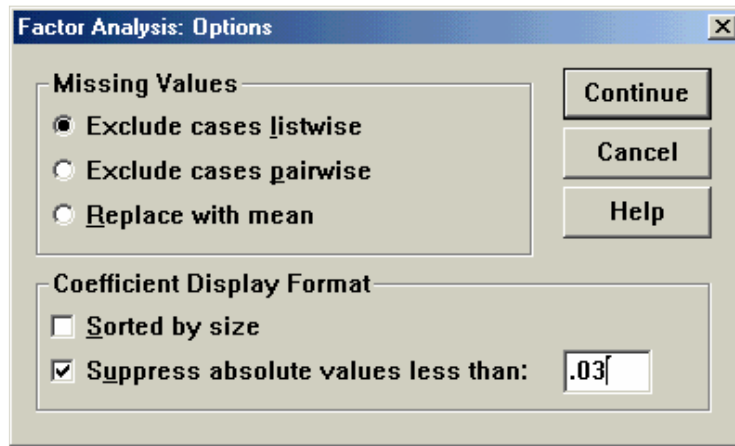 Factor Analysis: Options
Missing Values
Exclude cases listwise
Exclude cases pairwise
Replace with mean
Continue
Cancel
Help
Coefficient Display Format
Sorted by size
Suppress absolute values less than: .03